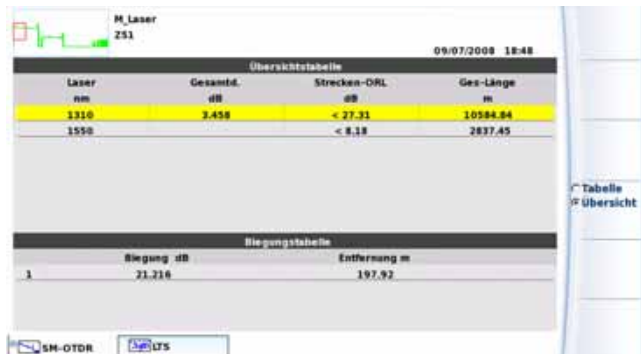 M_Laser
ZS1
09/07/2008 18:48
Übersichtstabelle
Laser Gesamtd. Strecken-ORL Ges-Länge
nm dB dB m
1310 3.458 < 27.31 10584.84
1550 < 8.18 2837.45
Tabelle
Übersicht
Biegungstabelle
Biegung dB Entfernung m
1 21.216 197.92
SM-OTDR LTS